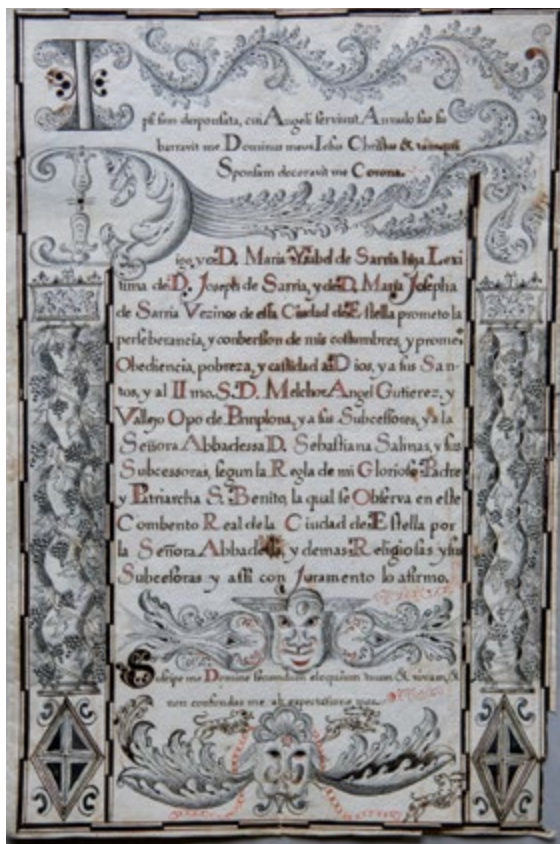 Ipsi sum desponsata, cui Angeli serviunt Annulo suo su
barravit me Dominus meus Iesus Christus & tamquam
Sponsam decoravit me Corona.
Digo yo D. Maria Ysabel de Sarria hija Lexi
tima de D. Joseph de Sarria, y de D. Maria Josepha
de Sarria Vezinos de esta Ciudad de Estella prometo la
perseberancia, y conbersion de mis costumbres, y prome
Obediencia, pobreza, y castidad a Dios, y a sus San-
tos, y al II mo. S. D. Melchor Angel Gutierez, y
Vallejo Opo de Pamplona, y a sus Subcessores, y a la
Señora Abbadessa D. Sebastiana Salinas, y sus
Subcessoras, segun la Regla de mi Glorioso Padre
y Patriarcha S. Benito, la qual se Observa en este
Combento Real de la Ciudad de Estella por
la Señora Abbadessa, y demas Religiosas y sus
Subcesoras y assi con Juramento lo afirmo.
Suscipe me Domine secundum eloquium tuum & vivam, &
non confundas me ab expectatione mea.